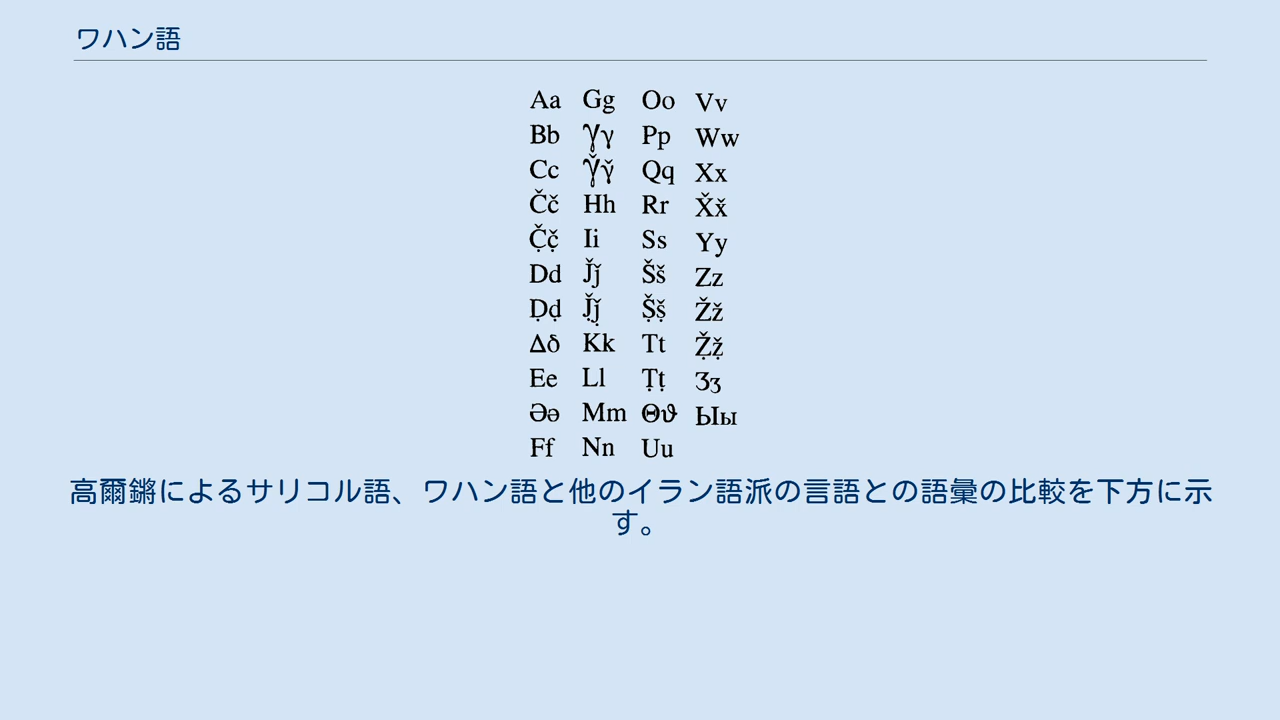 ワハン語
Aa Gg Oo Vv
Bb Ɣɣ Pp Ww
Cc Ɣ̌ɣ̌ Qq Xx
Čč Hh Rr X̌x̌
Č̣č̣ Ii Ss Yy
Dd J̌ǰ Šš Zz
Ḍḍ J̣̌ǰ̣ Ṣ̌ṣ̌ Žž
Δδ Kk Tt Ẓ̌ẓ̌
Ee Ll Ṭṭ Ʒʒ
Əə Mm Θϑ Ыы
Ff Nn Uu
高爾鏘によるサリコル語、ワハン語と他のイラン語派の言語との語彙の比較を下方に示
す。